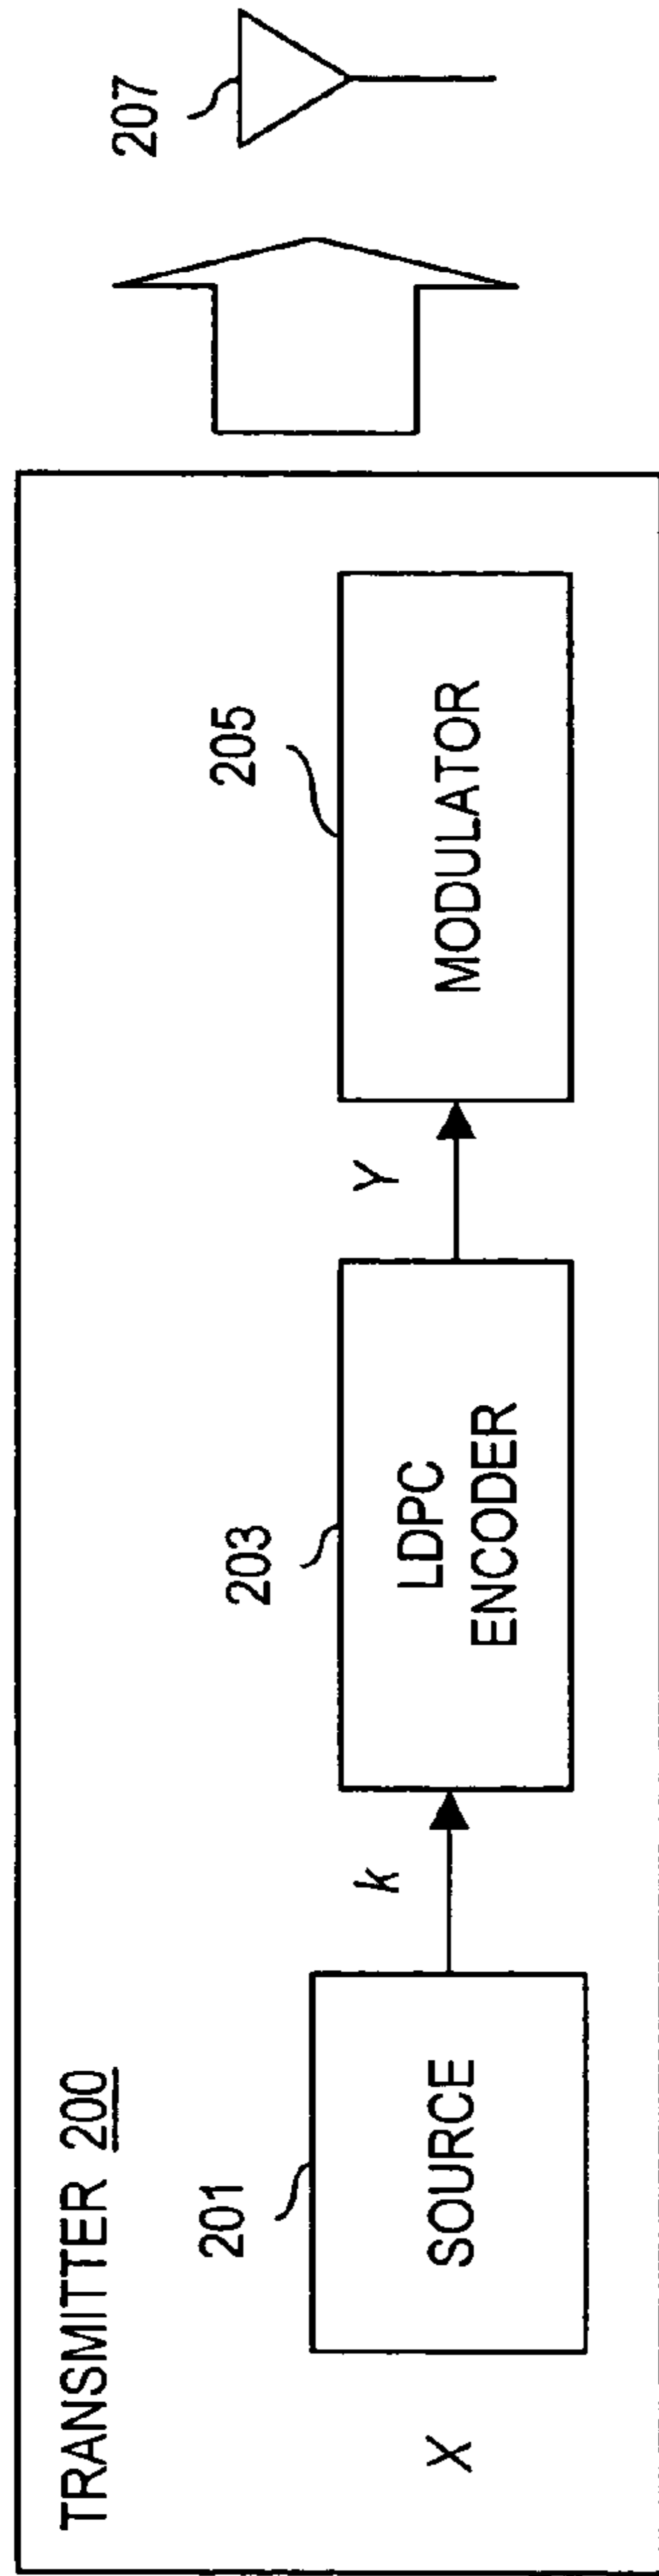 TRANSMITTER 200
X
201
SOURCE
k
203
LDPC
ENCODER
Y
205
MODULATOR
207